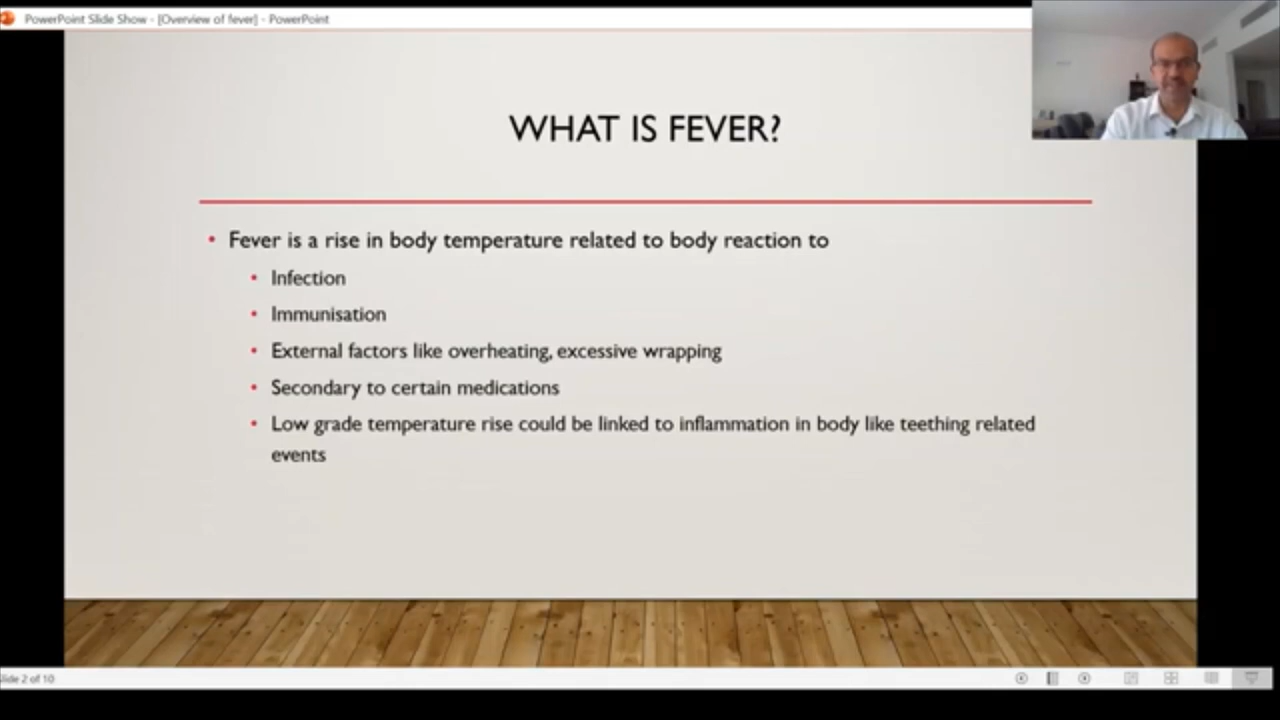 PowerPoint Slide Show - [Overview of fever] - PowerPoint
WHAT IS FEVER?
• Fever is a rise in body temperature related to body reaction to
• Infection
• Immunisation
• External factors like overheating, excessive wrapping
• Secondary to certain medications
• Low grade temperature rise could be linked to inflammation in body like teething related
events
lide 2 of 10